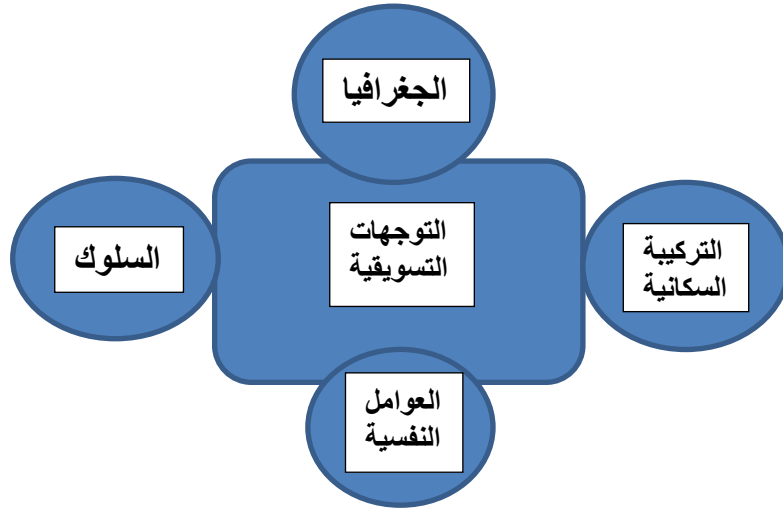 الجغرافيا
التوجهات
التسويقية
التركيبة
السكانية
السلوك
العوامل
النفسية